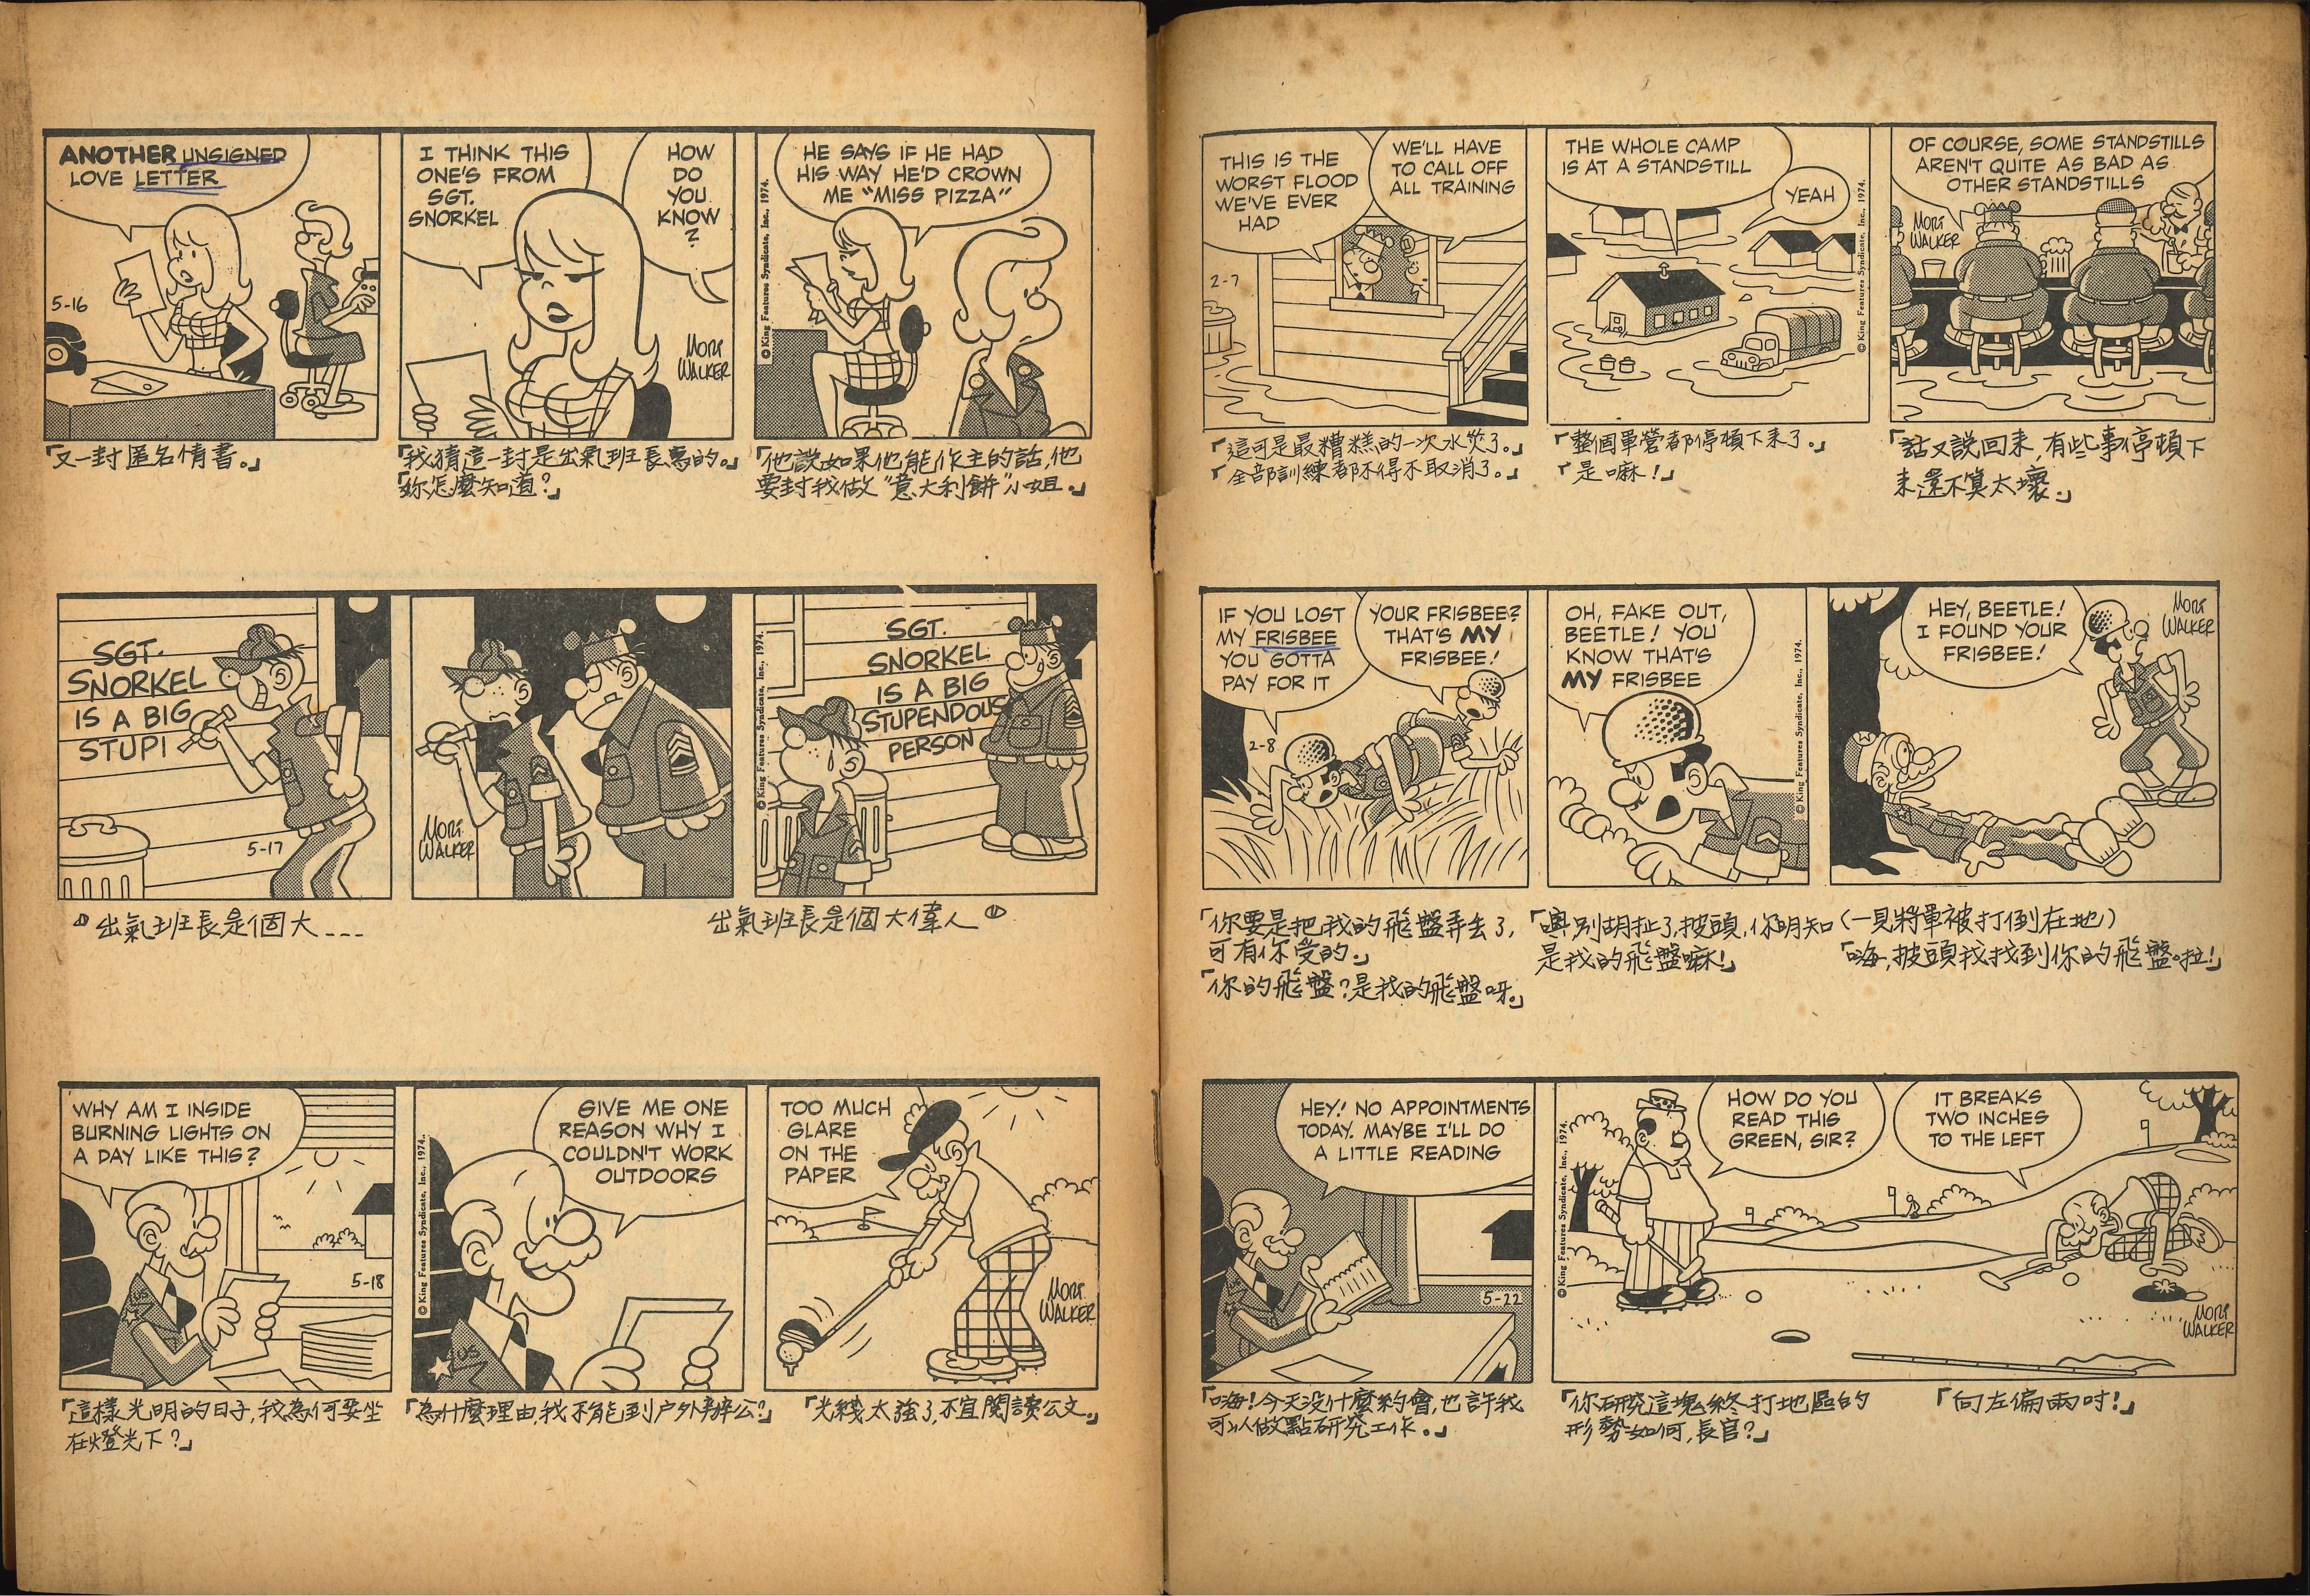 ANOTHER UNSIGNED
LOVE LETTER
5-16
I THINK THIS
ONE'S FROM
SGT.
SNORKEL
HOW
DO
YOU
KNOW
?
MORT
WALKER
© King Features Syndicate, Inc., 1974.
HE SAYS IF HE HAD
HIS WAY HE'D CROWN
ME "MISS PIZZA"
「又一封匿名情書。」
「我猜這一封是出氣班長寫的。」
「妳怎麼知道?」
「他說如果他能作主的話,他
要封我做"意大利餅"小姐。」
SGT.
SNORKEL
IS A BIG
STUPI
5-17
MORT
WALKER
© King Features Syndicate, Inc., 1974.
SGT.
SNORKEL
IS A BIG
STUPENDOUS
PERSON
出氣班長是個大---
出氣班長是個大偉人
WHY AM I INSIDE
BURNING LIGHTS ON
A DAY LIKE THIS?
5-18
© King Features Syndicate, Inc., 1974.
GIVE ME ONE
REASON WHY I
COULDN'T WORK
OUTDOORS
TOO MUCH
GLARE
ON THE
PAPER
MORT
WALKER
「這樣光明的日子,我為何要坐
在燈光下?」
「為什麼理由,我不能到户外辦公?」
「光綫太強了,不宜閱讀公文。」
THIS IS THE
WORST FLOOD
WE'VE EVER
HAD
WE'LL HAVE
TO CALL OFF
ALL TRAINING
2-7
THE WHOLE CAMP
IS AT A STANDSTILL
YEAH
© King Features Syndicate, Inc., 1974.
OF COURSE, SOME STANDSTILLS
AREN'T QUITE AS BAD AS
OTHER STANDSTILLS
MORT
WALKER
「這可是最糟糕的一次水災了。」
「全部訓練都不得不取消了。」
「整個軍營都停頓下來了。」
「是嘛!」
「話又説回來,有些事停頓下
来還不算太壞。」
IF YOU LOST
MY FRISBEE
YOU GOTTA
PAY FOR IT
YOUR FRISBEE?
THAT'S MY
FRISBEE!
2-8
OH, FAKE OUT,
BEETLE! YOU
KNOW THAT'S
MY FRISBEE
© King Features Syndicate, Inc., 1974.
HEY, BEETLE!
I FOUND YOUR
FRISBEE!
MORT
WALKER
「你要是把我的飛盤弄丢了,
可有你受的。」
「你的飛盤?是我的飛盤呀。」
「噢別胡扯了,披頭,你明知
是我的飛盤嘛!」
(一見將軍被打倒在地)
「嗨,披頭我找到你的飛盤啦!」
HEY! NO APPOINTMENTS
TODAY. MAYBE I'LL DO
A LITTLE READING
5-22
© King Features Syndicate, Inc., 1974.
HOW DO YOU
READ THIS
GREEN, SIR?
IT BREAKS
TWO INCHES
TO THE LEFT
MORT
WALKER
「嗨!今天没什麼約會,也許我
可以做點研究工作。」
「你研究這塊終打地區的
形勢如何,長官?」
「向左偏兩吋!」